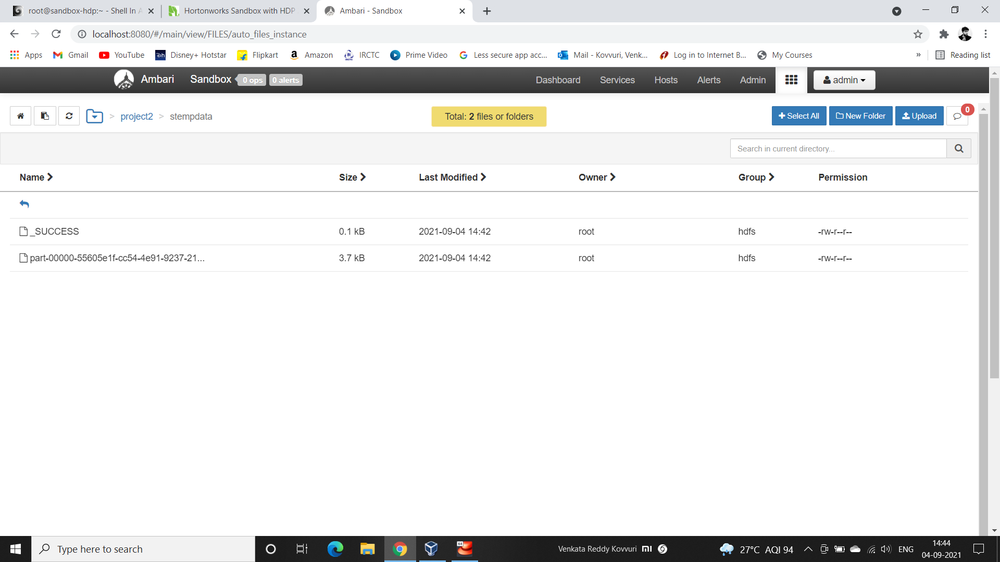 root@sandbox-hdp:~ - Shell In A
Hortonworks Sandbox with HDP
Ambari - Sandbox
localhost:8080/#/main/view/FILES/auto_files_instance
Apps Gmail YouTube Disney+ Hotstar Flipkart Amazon IRCTC Prime Video Less secure app acc... Mail - Kovvuri, Venk... Log in to Internet B... My Courses » Reading list
Ambari Sandbox 0 ops 0 alerts Dashboard Services Hosts Alerts Admin admin
> project2 > stempdata Total: 2 files or folders Select All New Folder Upload 0
Search in current directory...
Name Size Last Modified Owner Group Permission
_SUCCESS 0.1 kB 2021-09-04 14:42 root hdfs -rw-r--r--
part-00000-55605e1f-cc54-4e91-9237-21... 3.7 kB 2021-09-04 14:42 root hdfs -rw-r--r--
Type here to search
64
Venkata Reddy Kovvuri
27°C AQI 94
ENG
14:44
04-09-2021